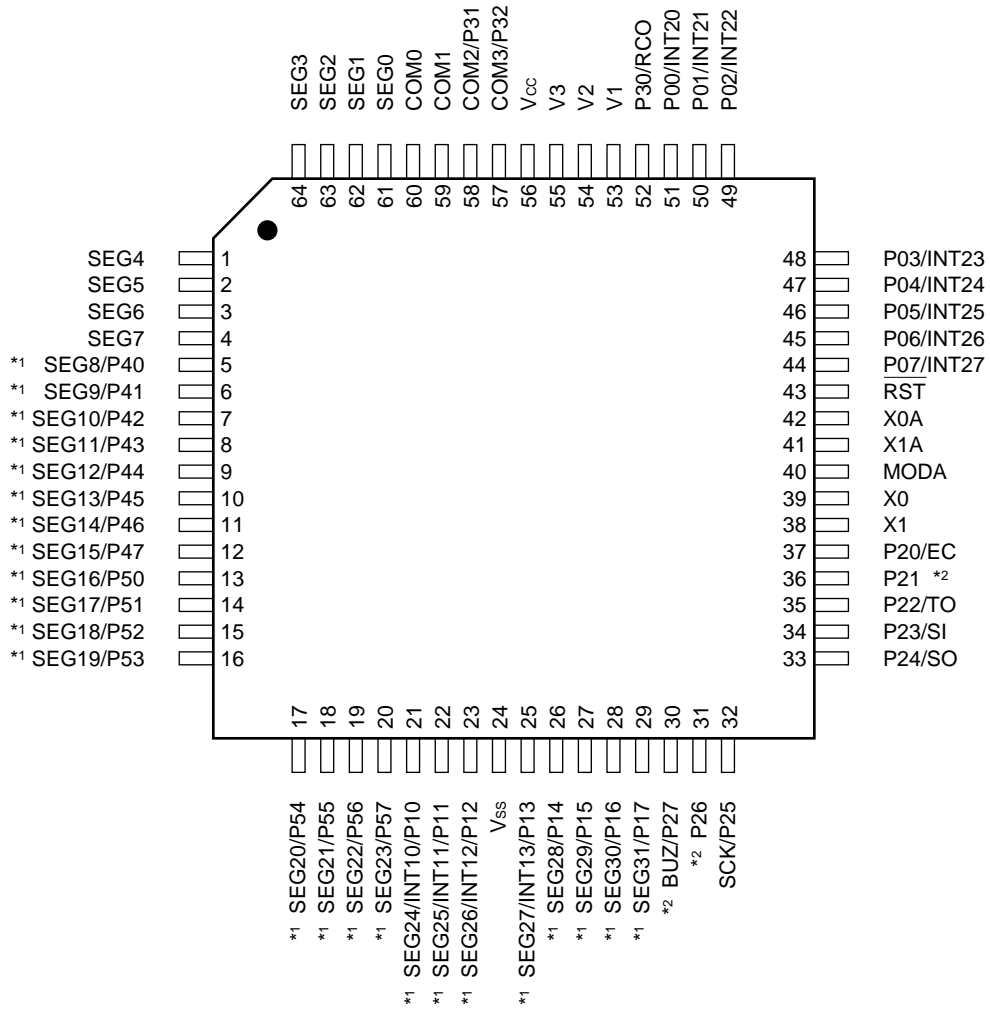 SEG3
SEG2
SEG1
SEG0
COM0
COM1
COM2/P31
COM3/P32
Vcc
V3
V2
V1
P30/RCO
P00/INT20
P01/INT21
P02/INT22
64
63
62
61
60
59
58
57
56
55
54
53
52
51
50
49
SEG4 1
SEG5 2
SEG6 3
SEG7 4
*1 SEG8/P40 5
*1 SEG9/P41 6
*1 SEG10/P42 7
*1 SEG11/P43 8
*1 SEG12/P44 9
*1 SEG13/P45 10
*1 SEG14/P46 11
*1 SEG15/P47 12
*1 SEG16/P50 13
*1 SEG17/P51 14
*1 SEG18/P52 15
*1 SEG19/P53 16
48 P03/INT23
47 P04/INT24
46 P05/INT25
45 P06/INT26
44 P07/INT27
43 RST
42 X0A
41 X1A
40 MODA
39 X0
38 X1
37 P20/EC
36 P21 *2
35 P22/TO
34 P23/SI
33 P24/SO
17
18
19
20
21
22
23
24
25
26
27
28
29
30
31
32
*1 SEG20/P54
*1 SEG21/P55
*1 SEG22/P56
*1 SEG23/P57
*1 SEG24/INT10/P10
*1 SEG25/INT11/P11
*1 SEG26/INT12/P12
Vss
*1 SEG27/INT13/P13
*1 SEG28/P14
*1 SEG29/P15
*1 SEG30/P16
*1 SEG31/P17
*2 BUZ/P27
*2 P26
SCK/P25